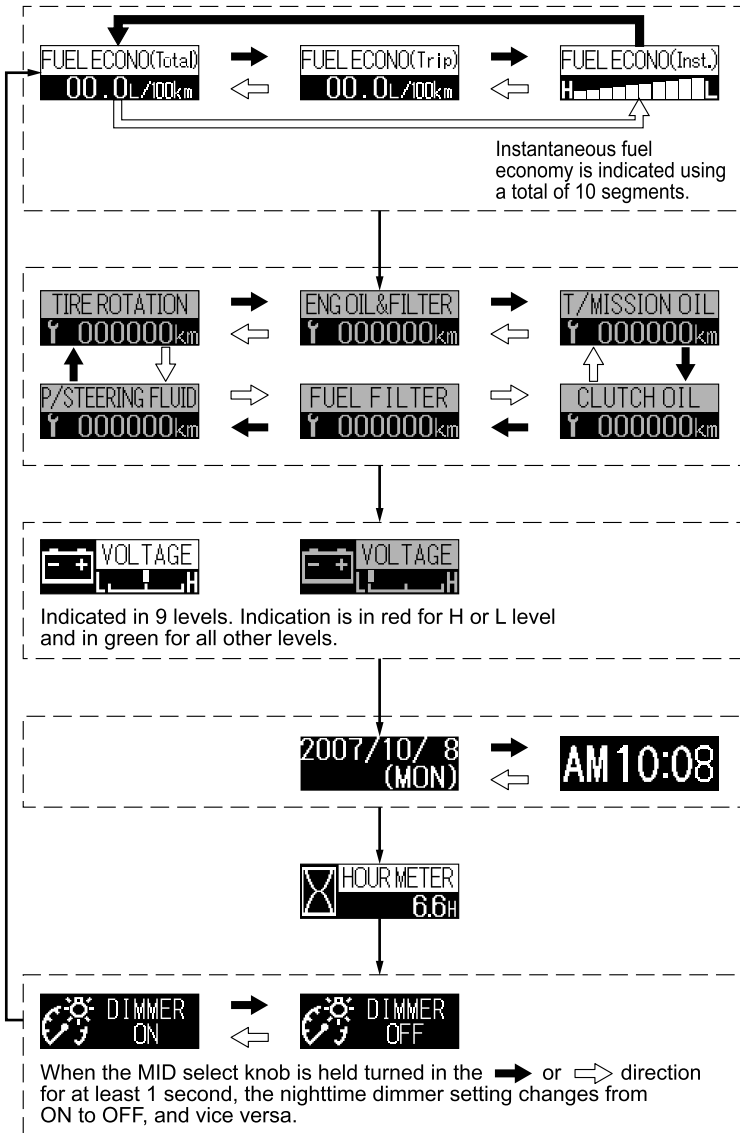 FUEL ECONO(Total) FUEL ECONO(Trip) FUEL ECONO(Inst.)
00.0L/100km 00.0L/100km H L
Instantaneous fuel
economy is indicated using
a total of 10 segments.
TIRE ROTATION ENG OIL&FILTER T/MISSION OIL
000000km 000000km 000000km
P/STEERING FLUID FUEL FILTER CLUTCH OIL
000000km 000000km 000000km
VOLTAGE VOLTAGE
L H L H
Indicated in 9 levels. Indication is in red for H or L level
and in green for all other levels.
2007/10/ 8
(MON)
AM10:08
HOUR METER
6.6H
DIMMER DIMMER
ON OFF
When the MID select knob is held turned in the or direction
for at least 1 second, the nighttime dimmer setting changes from
ON to OFF, and vice versa.